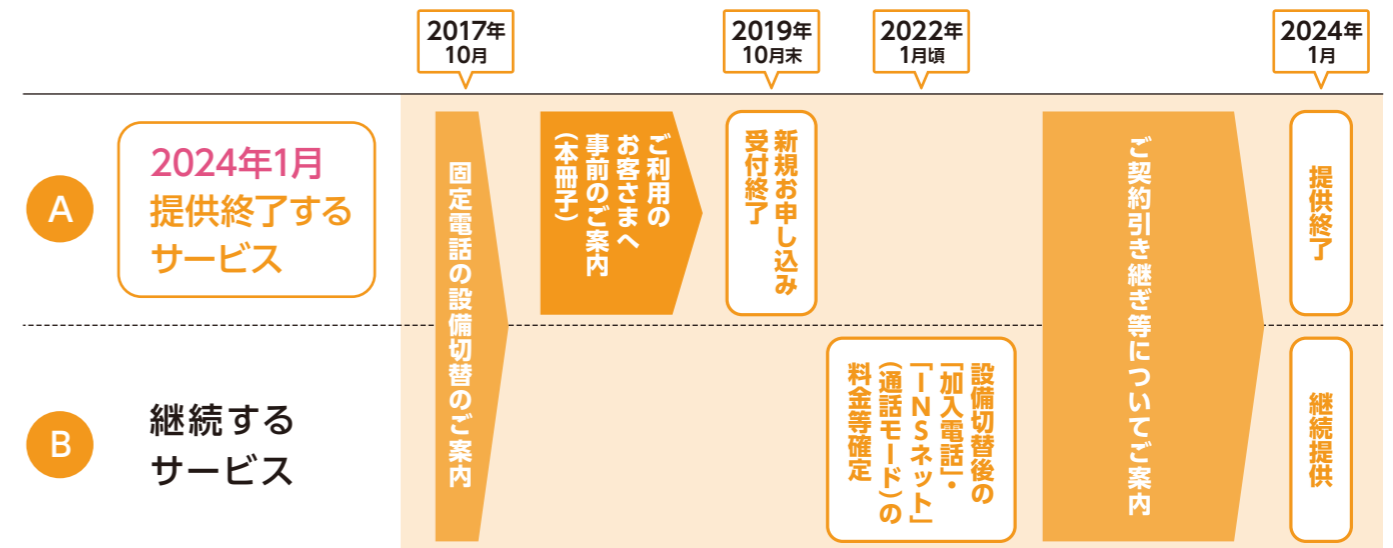 2017年
10月
2019年
10月末
2022年
1月頃
2024年
1月
A
2024年1月
提供終了する
サービス
固定電話の設備切替のご案内
ご利用の
お客さまへ
事前のご案内
（本冊子）
新規お申し込み
受付終了
ご契約引き継ぎ等についてご案内
提供終了
B
継続する
サービス
設備切替後の
「加入電話」・
「INSネット」
（通話モード）の
料金等確定
継続提供